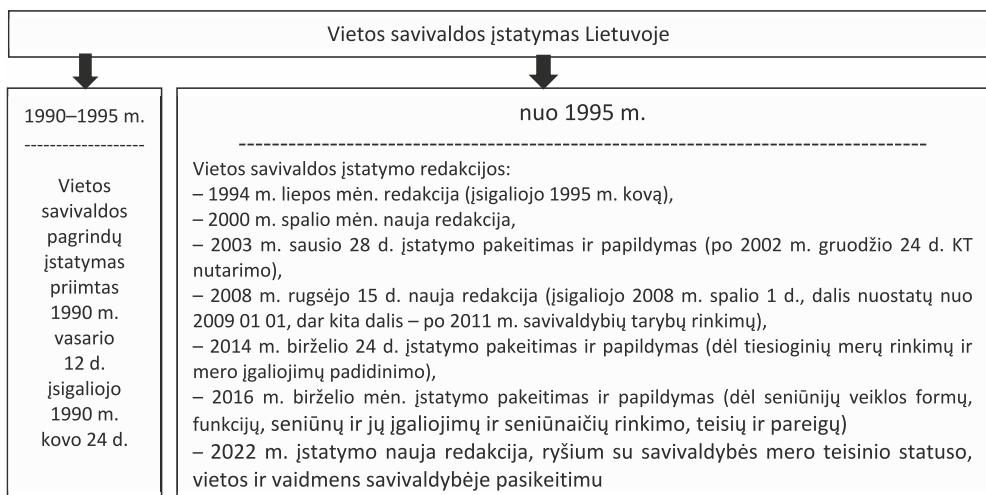 Vietos savivaldos įstatymas Lietuvoje
1990–1995 m.
-------------------
Vietos
savivaldos
pagrindų
įstatymas
priimtas
1990 m.
vasario
12 d.
įsigaliojo
1990 m.
kovo 24 d.
nuo 1995 m.
--------------------------------------------------------------------------------
Vietos savivaldos įstatymo redakcijos:
– 1994 m. liepos mėn. redakcija (įsigaliojo 1995 m. kovą),
– 2000 m. spalio mėn. nauja redakcija,
– 2003 m. sausio 28 d. įstatymo pakeitimas ir papildymas (po 2002 m. gruodžio 24 d. KT
nutarimo),
– 2008 m. rugsėjo 15 d. nauja redakcija (įsigaliojo 2008 m. spalio 1 d., dalis nuostatų nuo
2009 01 01, dar kita dalis – po 2011 m. savivaldybių tarybų rinkimų),
– 2014 m. birželio 24 d. įstatymo pakeitimas ir papildymas (dėl tiesioginių merų rinkimų ir
mero įgaliojimų padidinimo),
– 2016 m. birželio mėn. įstatymo pakeitimas ir papildymas (dėl seniūnijų veiklos formų,
funkcijų, seniūnų ir jų įgaliojimų ir seniūnaičių rinkimo, teisių ir pareigų)
– 2022 m. įstatymo nauja redakcija, ryšium su savivaldybės mero teisinio statuso,
vietos ir vaidmens savivaldybėje pasikeitimu